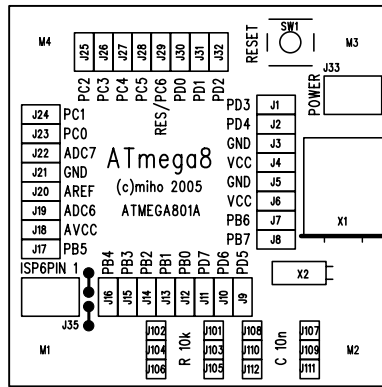 M4
J25 J26 J27 J28 J29 J30 J31 J32
PC2 PC3 PC4 PC5 RES/PC6 PD0 PD1 PD2
RESET
SW1
M3
J33
POWER
J24 PC1
J23 PC0
J22 ADC7
J21 GND
J20 AREF
J19 ADC6
J18 AVCC
J17 PB5
ATmega8
(c)miho 2005
ATMEGA801A
PD3 J1
PD4 J2
GND J3
VCC J4
GND J5
VCC J6
PB6 J7
PB7 J8
X1
ISP6PIN 1
PB4 PB3 PB2 PB1 PB0 PD7 PD6 PD5
J16 J15 J14 J13 J12 J11 J10 J9
X2
J35
M1
J102 J101 J108 J107
J104 J103 J110 J109
J106 J105 J112 J111
R 10k
C 10n
M2